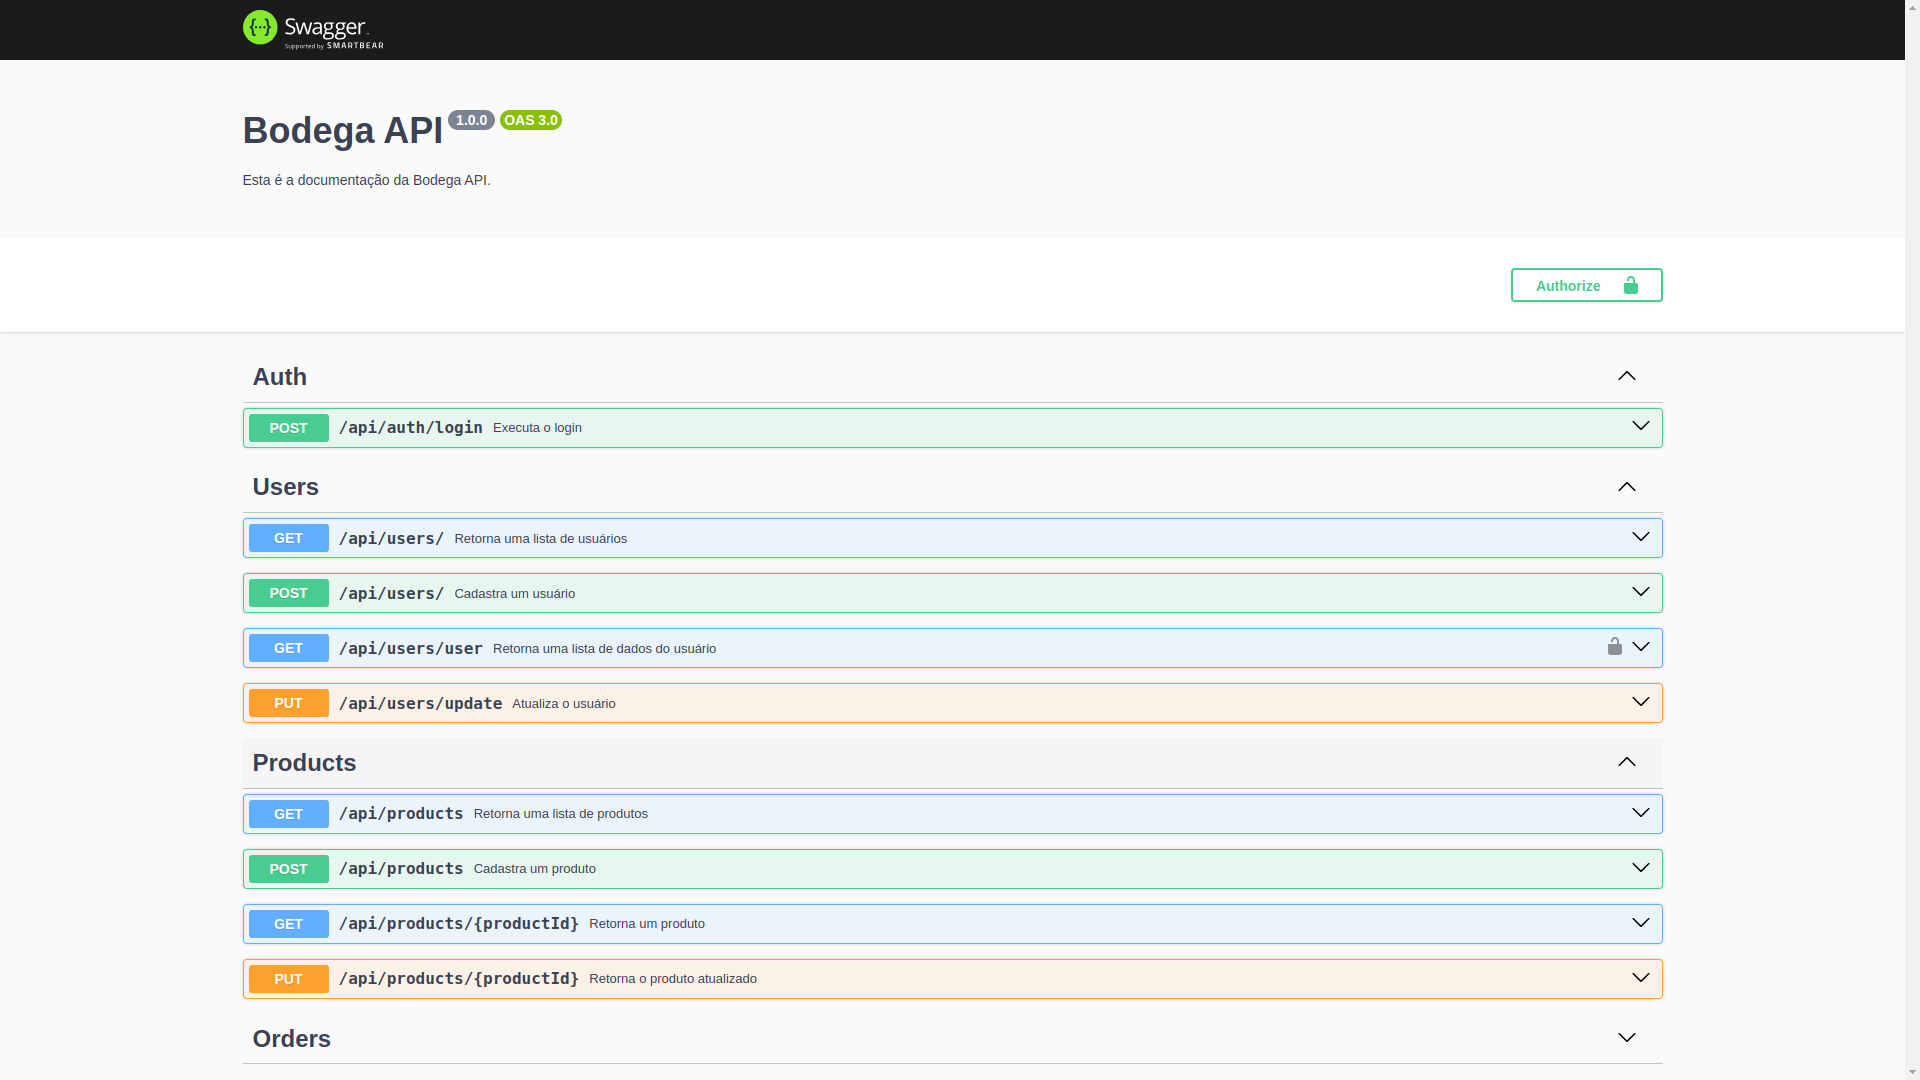 Swagger
Supported by SMARTBEAR
Bodega API 1.0.0 OAS 3.0
Esta é a documentação da Bodega API.
Authorize
Auth
POST /api/auth/login Executa o login
Users
GET /api/users/ Retorna uma lista de usuários
POST /api/users/ Cadastra um usuário
GET /api/users/user Retorna uma lista de dados do usuário
PUT /api/users/update Atualiza o usuário
Products
GET /api/products Retorna uma lista de produtos
POST /api/products Cadastra um produto
GET /api/products/{productId} Retorna um produto
PUT /api/products/{productId} Retorna o produto atualizado
Orders